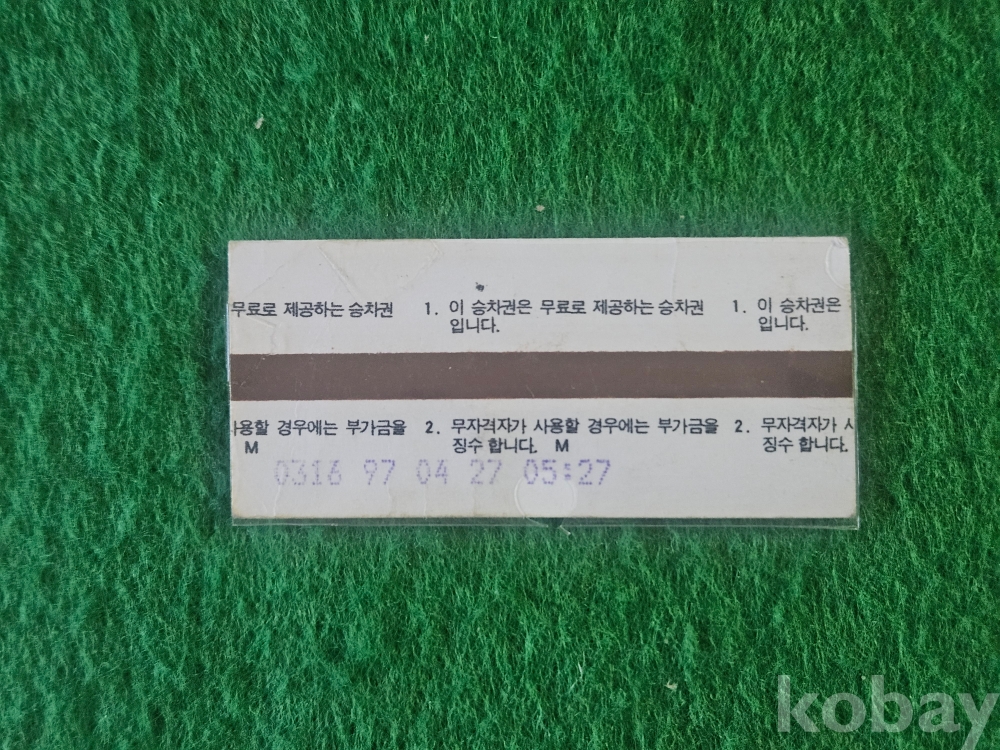 무료로 제공하는 승차권 1. 이 승차권은 무료로 제공하는 승차권 1. 이 승차권은
입니다. 입니다.
사용할 경우에는 부가금을 2. 무자격자가 사용할 경우에는 부가금을 2. 무자격자가 사
M 징수 합니다. M 징수 합니다.
0316 97 04 27 05:27
kobay